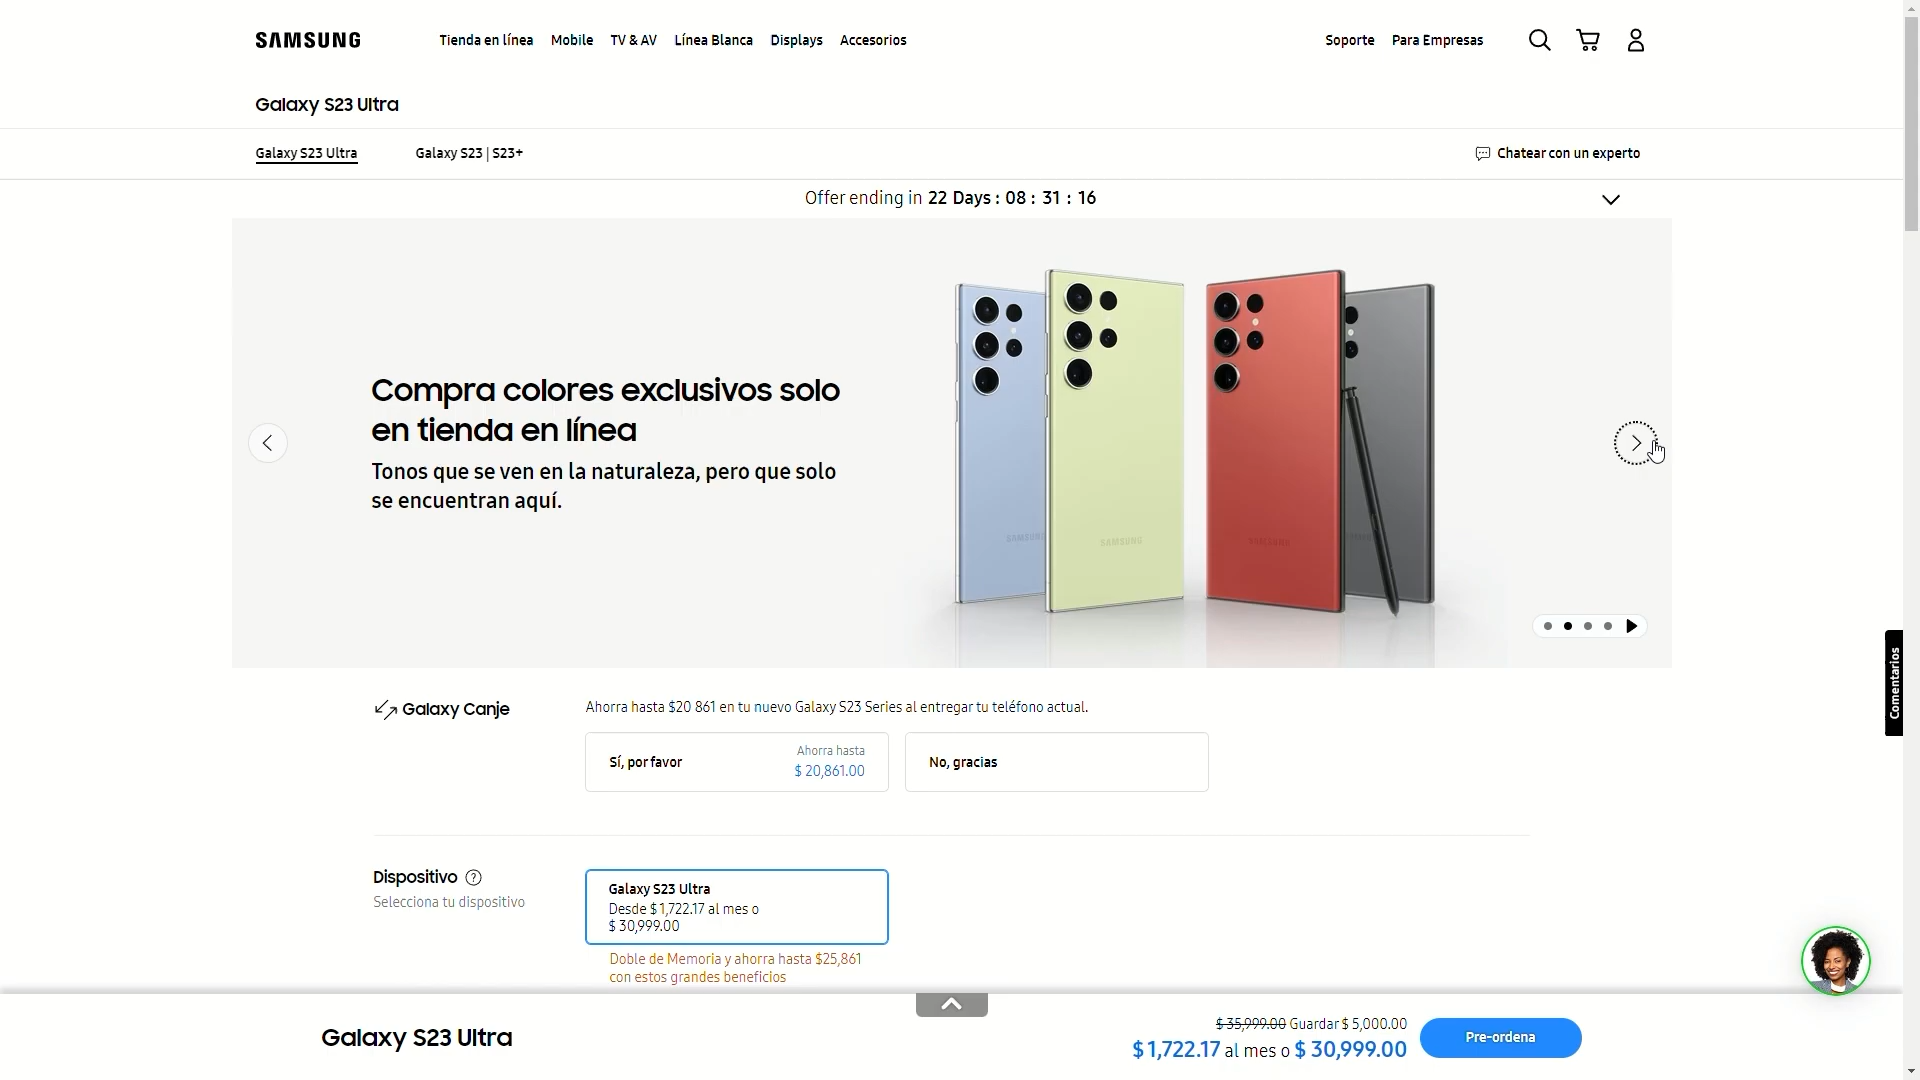 SAMSUNG
Tienda en línea Mobile TV & AV Línea Blanca Displays Accesorios Soporte Para Empresas
Galaxy S23 Ultra
Galaxy S23 Ultra Galaxy S23 | S23+ Chatear con un experto
Offer ending in 22 Days : 08 : 31 : 16
Compra colores exclusivos solo
en tienda en línea
Tonos que se ven en la naturaleza, pero que solo
se encuentran aquí.
SAMSUNG SAMSUNG SAMSUNG
Comentarios
Galaxy Canje
Ahorra hasta $20 861 en tu nuevo Galaxy S23 Series al entregar tu teléfono actual.
Sí, por favor
Ahorra hasta
$ 20,861.00
No, gracias
Dispositivo ?
Selecciona tu dispositivo
Galaxy S23 Ultra
Desde $ 1,722.17 al mes o
$ 30,999.00
Doble de Memoria y ahorra hasta $25,861
con estos grandes beneficios
Galaxy S23 Ultra
$ 35,999.00 Guardar $ 5,000.00
$ 1,722.17 al mes o $ 30,999.00
Pre-ordena